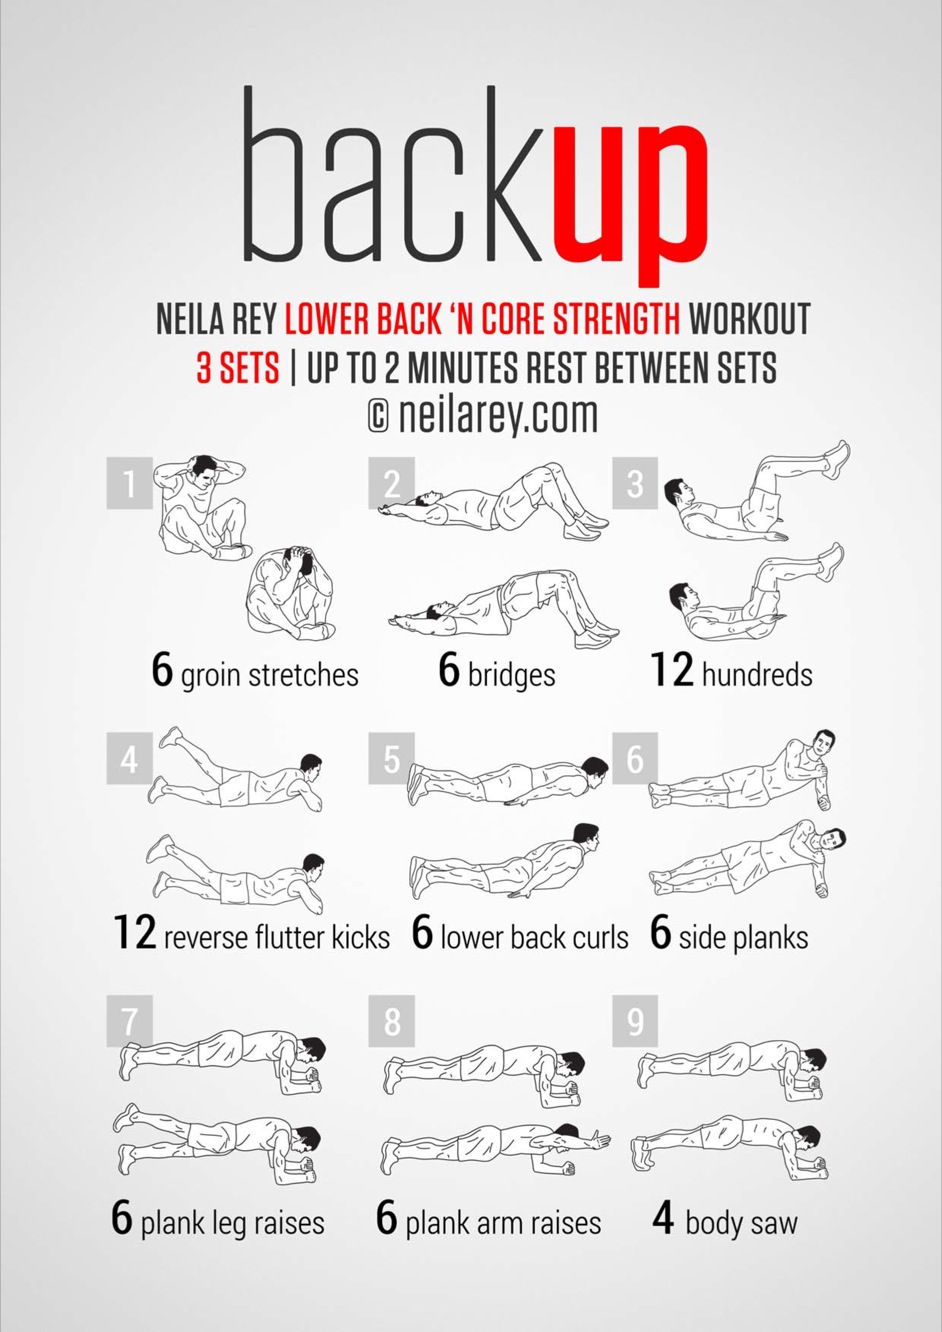 backup
NEILA REY LOWER BACK ‘N CORE STRENGTH WORKOUT
3 SETS | UP TO 2 MINUTES REST BETWEEN SETS
© neilarey.com
1
2
3
6 groin stretches
6 bridges
12 hundreds
4
5
6
12 reverse flutter kicks
6 lower back curls
6 side planks
7
8
9
6 plank leg raises
6 plank arm raises
4 body saw